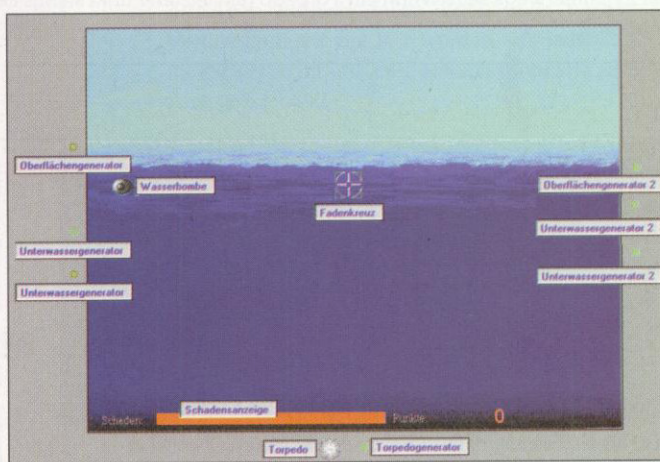 Oberflächengenerator
Wasserbombe
Oberflächengenerator 2
Fadenkreuz
Unterwassergenerator
Unterwassergenerator 2
Unterwassergenerator
Unterwassergenerator 2
Schadensanzeige
Schaden:
Punkte
0
Torpedo
Torpedogenerator